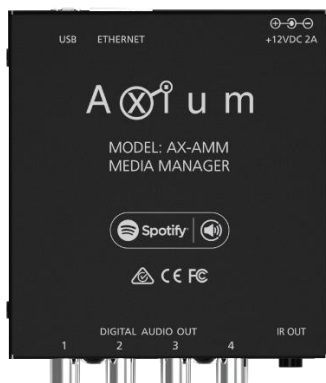 USB ETHERNET +12VDC 2A
Axium
MODEL: AX-AMM
MEDIA MANAGER
Spotify
CE FC
DIGITAL AUDIO OUT IR OUT
1 2 3 4